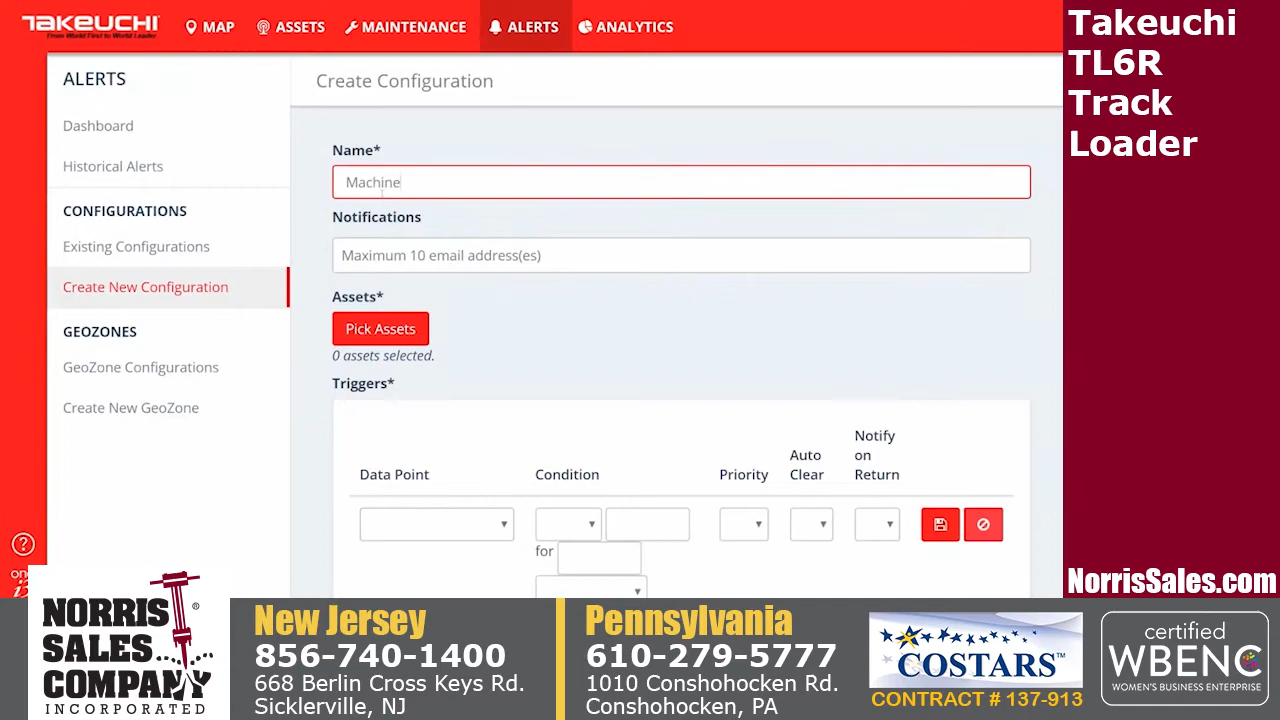 TAKEUCHI
From World First to World Leader
MAP
ASSETS
MAINTENANCE
ALERTS
ANALYTICS
Takeuchi
TL6R
Track
Loader
ALERTS
Dashboard
Historical Alerts
CONFIGURATIONS
Existing Configurations
Create New Configuration
GEOZONES
GeoZone Configurations
Create New GeoZone
Create Configuration
Name*
Machine
Notifications
Maximum 10 email address(es)
Assets*
Pick Assets
0 assets selected.
Triggers*
Data Point
Condition
Priority
Auto
Clear
Notify
on
Return
for
NorrisSales.com
NORRIS
SALES
COMPANY
INCORPORATED
®
New Jersey
856-740-1400
668 Berlin Cross Keys Rd.
Sicklerville, NJ
Pennsylvania
610-279-5777
1010 Conshohocken Rd.
Conshohocken, PA
COSTARS™
CONTRACT # 137-913
certified
WBENC
WOMEN'S BUSINESS ENTERPRISE